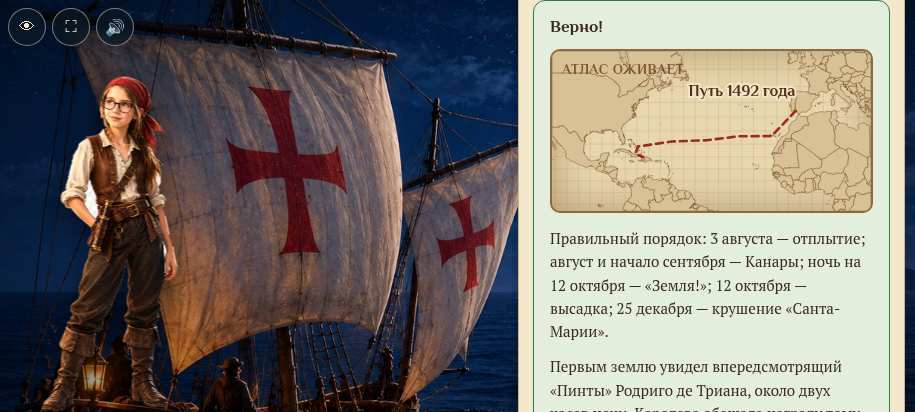 Верно!
АТЛАС ОЖИВАЕТ
Путь 1492 года
Правильный порядок: 3 августа — отплытие;
август и начало сентября — Канары; ночь на
12 октября — «Земля!»; 12 октября —
высадка; 25 декабря — крушение «Санта-
Марии».
Первым землю увидел впередсмотрящий
«Пинты» Родриго де Триана, около двух